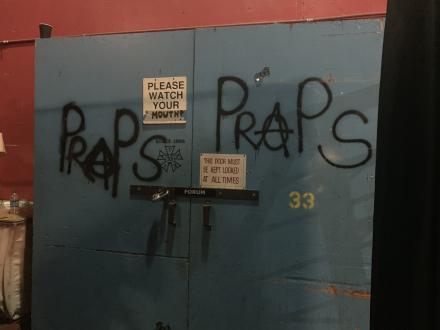 PLEASE
WATCH
YOUR
MOUTH?
PRAPS
PRAPS
THIS DOOR MUST
BE KEPT LOCKED
AT ALL TIMES
FORUM
33